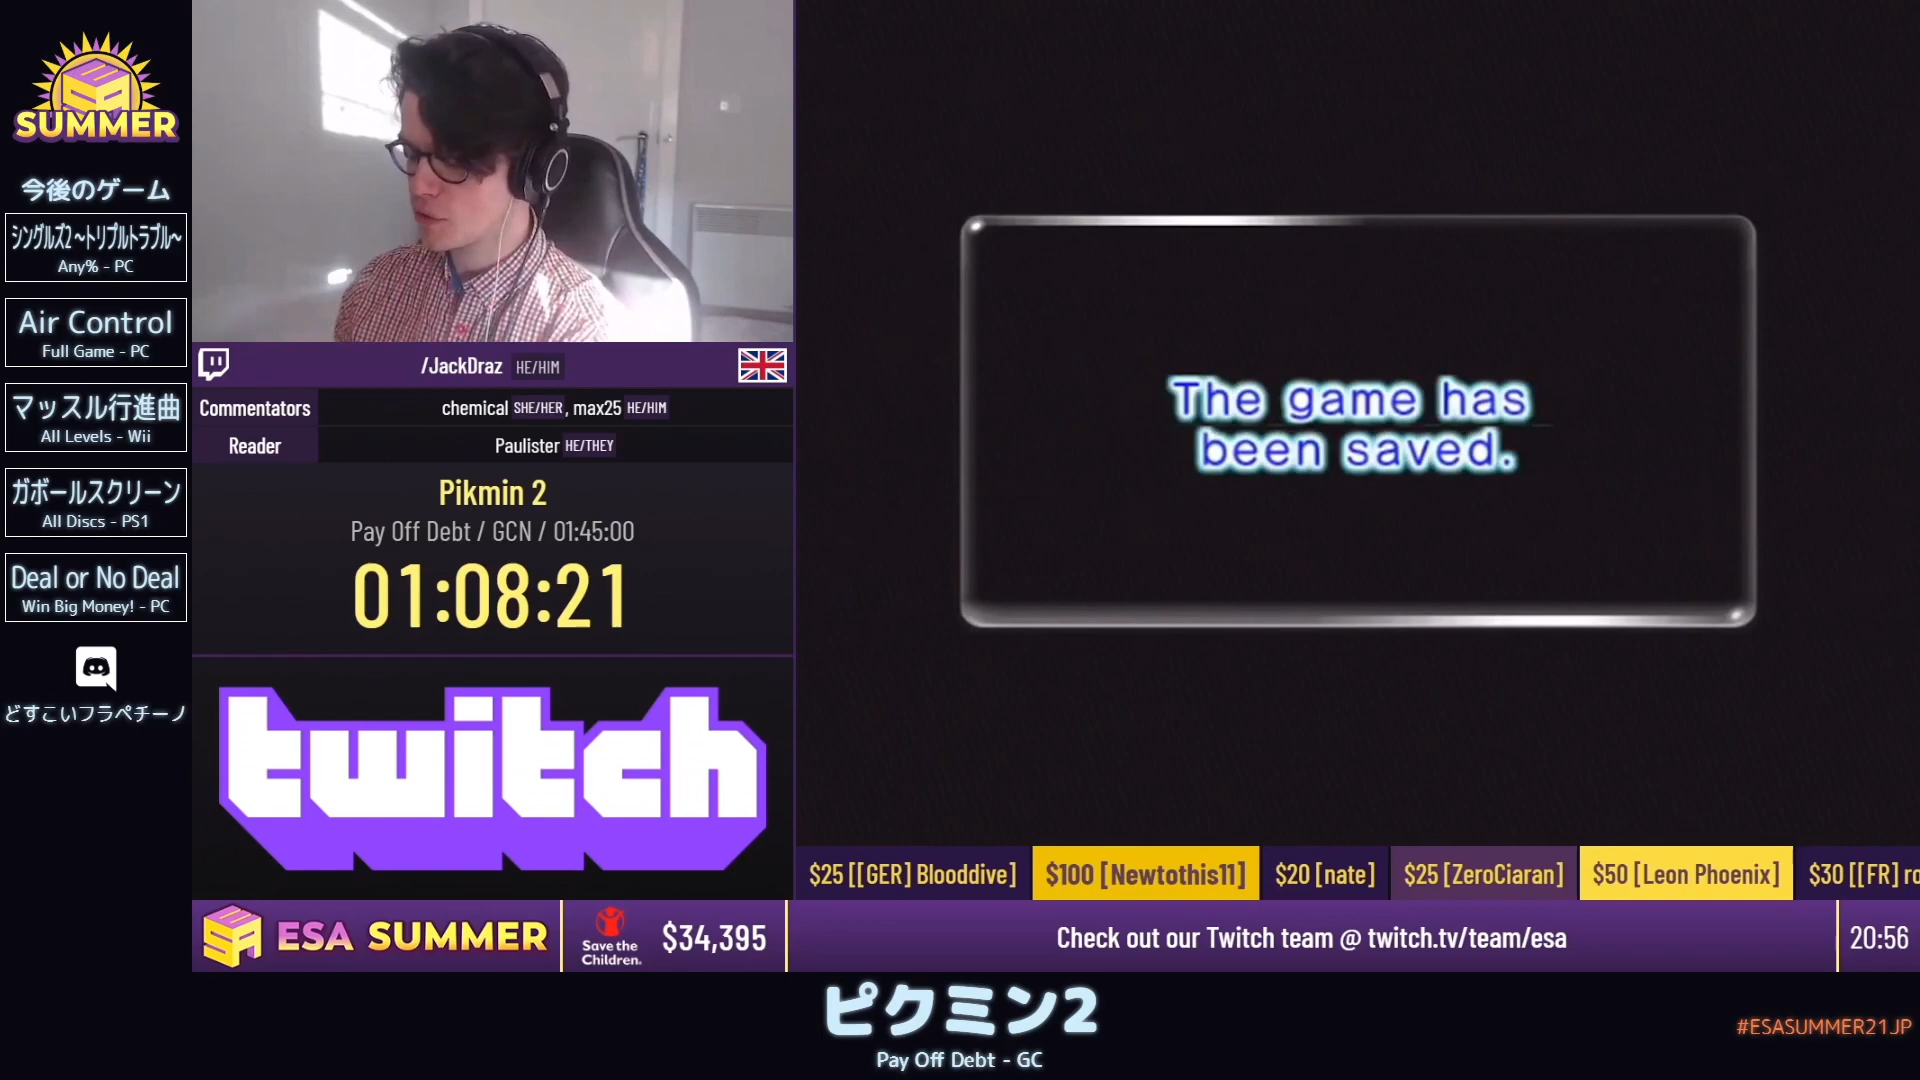 SUMMER
今後のゲーム
シングルズ2～トリプルトラブル～
Any% - PC
Air Control
Full Game - PC
マッスル行進曲
All Levels - Wii
ガボールスクリーン
All Discs - PS1
Deal or No Deal
Win Big Money! - PC
どすこいフラペチーノ
/JackDraz HE/HIM
Commentators chemical SHE/HER, max25 HE/HIM
Reader Paulister HE/THEY
Pikmin 2
Pay Off Debt / GCN / 01:45:00
01:08:21
twitch
The game has
been saved.
$25 [[GER] Blooddive] $100 [Newtothis11] $20 [nate] $25 [ZeroCiaran] $50 [Leon Phoenix] $30 [[FR] ro
ESA SUMMER Save the Children. $34,395 Check out our Twitch team @ twitch.tv/team/esa 20:56
ピクミン2
Pay Off Debt - GC
#ESASUMMER21JP